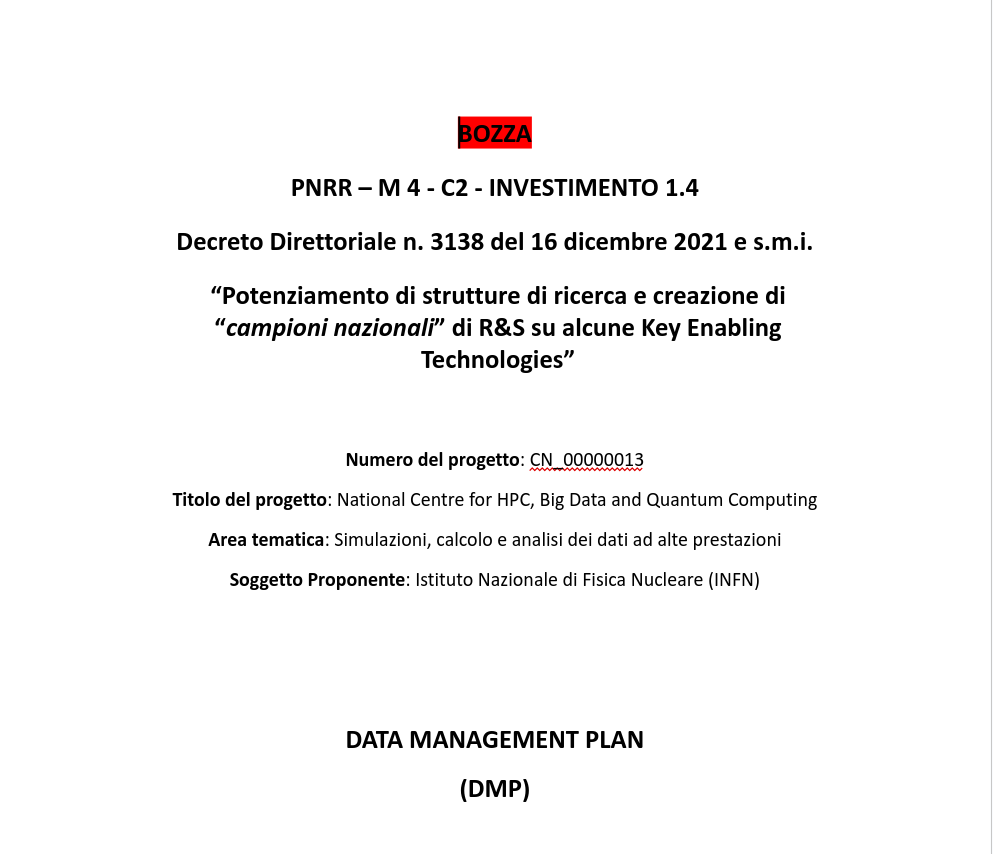 BOZZA
PNRR – M 4 - C2 - INVESTIMENTO 1.4
Decreto Direttoriale n. 3138 del 16 dicembre 2021 e s.m.i.
“Potenziamento di strutture di ricerca e creazione di
“campioni nazionali” di R&S su alcune Key Enabling
Technologies”
Numero del progetto: CN_00000013
Titolo del progetto: National Centre for HPC, Big Data and Quantum Computing
Area tematica: Simulazioni, calcolo e analisi dei dati ad alte prestazioni
Soggetto Proponente: Istituto Nazionale di Fisica Nucleare (INFN)
DATA MANAGEMENT PLAN
(DMP)